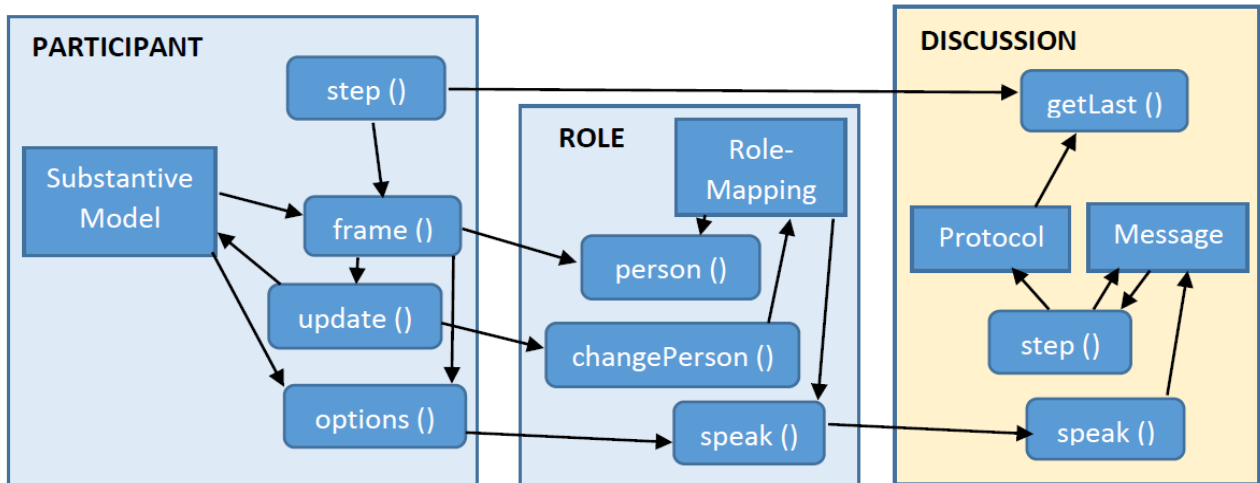 PARTICIPANT
step ()
Substantive
Model
frame ()
update ()
options ()
ROLE
Role-
Mapping
person ()
changePerson ()
speak ()
DISCUSSION
getLast ()
Protocol
Message
step ()
speak ()